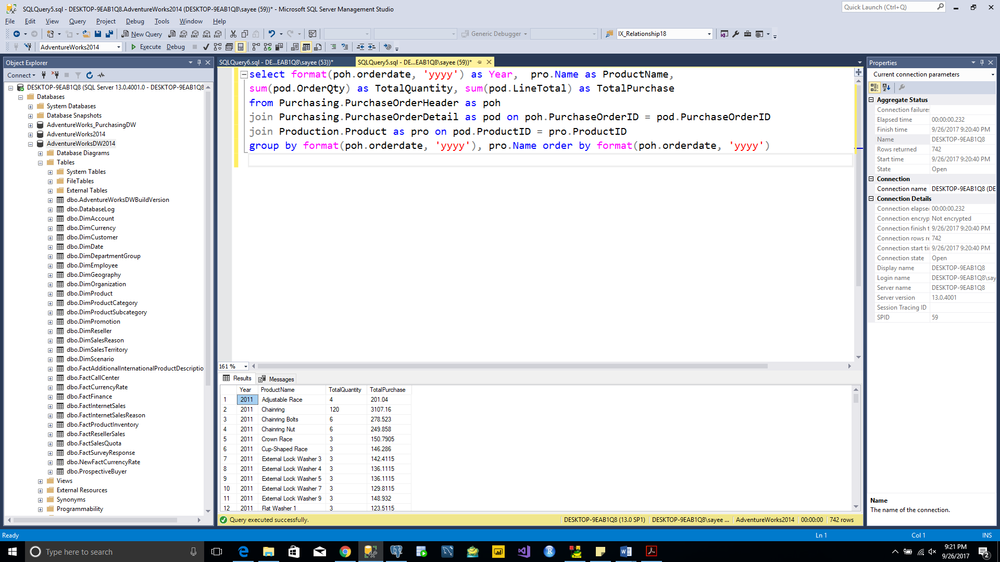 SQLQuery5.sql - DESKTOP-9EAB1Q8.AdventureWorks2014 (DESKTOP-9EAB1Q8\sayee (59))* - Microsoft SQL Server Management Studio
Quick Launch (Ctrl+Q)
File Edit View Query Project Debug Tools Window Help
New Query
MDX DMX XMLA DAX
Generic Debugger
IX_Relationship18
AdventureWorks2014
Execute Debug
Object Explorer
Connect
DESKTOP-9EAB1Q8 (SQL Server 13.0.4001.0 - DESKTOP-9EAB1Q8
Databases
System Databases
Database Snapshots
AdventureWorks_PurchasingDW
AdventureWorks2014
AdventureWorksDW2014
Database Diagrams
Tables
System Tables
FileTables
External Tables
dbo.AdventureWorksDWBuildVersion
dbo.DatabaseLog
dbo.DimAccount
dbo.DimCurrency
dbo.DimCustomer
dbo.DimDate
dbo.DimDepartmentGroup
dbo.DimEmployee
dbo.DimGeography
dbo.DimOrganization
dbo.DimProduct
dbo.DimProductCategory
dbo.DimProductSubcategory
dbo.DimPromotion
dbo.DimReseller
dbo.DimSalesReason
dbo.DimSalesTerritory
dbo.DimScenario
dbo.FactAdditionalInternationalProductDescriptio
dbo.FactCallCenter
dbo.FactCurrencyRate
dbo.FactFinance
dbo.FactInternetSales
dbo.FactInternetSalesReason
dbo.FactProductInventory
dbo.FactResellerSales
dbo.FactSalesQuota
dbo.FactSurveyResponse
dbo.NewFactCurrencyRate
dbo.ProspectiveBuyer
Views
External Resources
Synonyms
Programmability
SQLQuery6.sql - DE...EAB1Q8\sayee (53))*
SQLQuery5.sql - DE...EAB1Q8\sayee (59))*
select format(poh.orderdate, 'yyyy') as Year,  pro.Name as ProductName,
sum(pod.OrderQty) as TotalQuantity, sum(pod.LineTotal) as TotalPurchase
from Purchasing.PurchaseOrderHeader as poh
join Purchasing.PurchaseOrderDetail as pod on poh.PurchaseOrderID = pod.PurchaseOrderID
join Production.Product as pro on pod.ProductID = pro.ProductID
group by format(poh.orderdate, 'yyyy'), pro.Name order by format(poh.orderdate, 'yyyy')
161 %
Results Messages
Year ProductName TotalQuantity TotalPurchase
1 2011 Adjustable Race 4 201.04
2 2011 Chainring 120 3107.16
3 2011 Chainring Bolts 6 278.523
4 2011 Chainring Nut 6 249.858
5 2011 Crown Race 3 150.7905
6 2011 Cup-Shaped Race 3 146.286
7 2011 External Lock Washer 3 3 142.4115
8 2011 External Lock Washer 4 3 136.1115
9 2011 External Lock Washer 5 3 136.1115
10 2011 External Lock Washer 7 3 129.8115
11 2011 External Lock Washer 9 3 148.932
12 2011 Flat Washer 1 3 123.5115
Query executed successfully.
DESKTOP-9EAB1Q8 (13.0 SP1) DESKTOP-9EAB1Q8\sayee ... AdventureWorks2014 00:00:00 742 rows
Properties
Current connection parameters
Aggregate Status
Connection failures
Elapsed time 00:00:00.232
Finish time 9/26/2017 9:20:40 PM
Name DESKTOP-9EAB1Q8
Rows returned 742
Start time 9/26/2017 9:20:40 PM
State Open
Connection
Connection name DESKTOP-9EAB1Q8 (DE
Connection Details
Connection elapse 00:00:00.232
Connection encryp Not encrypted
Connection finish t 9/26/2017 9:20:40 PM
Connection rows re 742
Connection start ti 9/26/2017 9:20:40 PM
Connection state Open
Display name DESKTOP-9EAB1Q8
Login name DESKTOP-9EAB1Q8\say
Server name DESKTOP-9EAB1Q8
Server version 13.0.4001
Session Tracing ID
SPID 59
Name
The name of the connection.
Ready
Ln 1 Col 1 INS
Type here to search
9:21 PM
9/26/2017
2